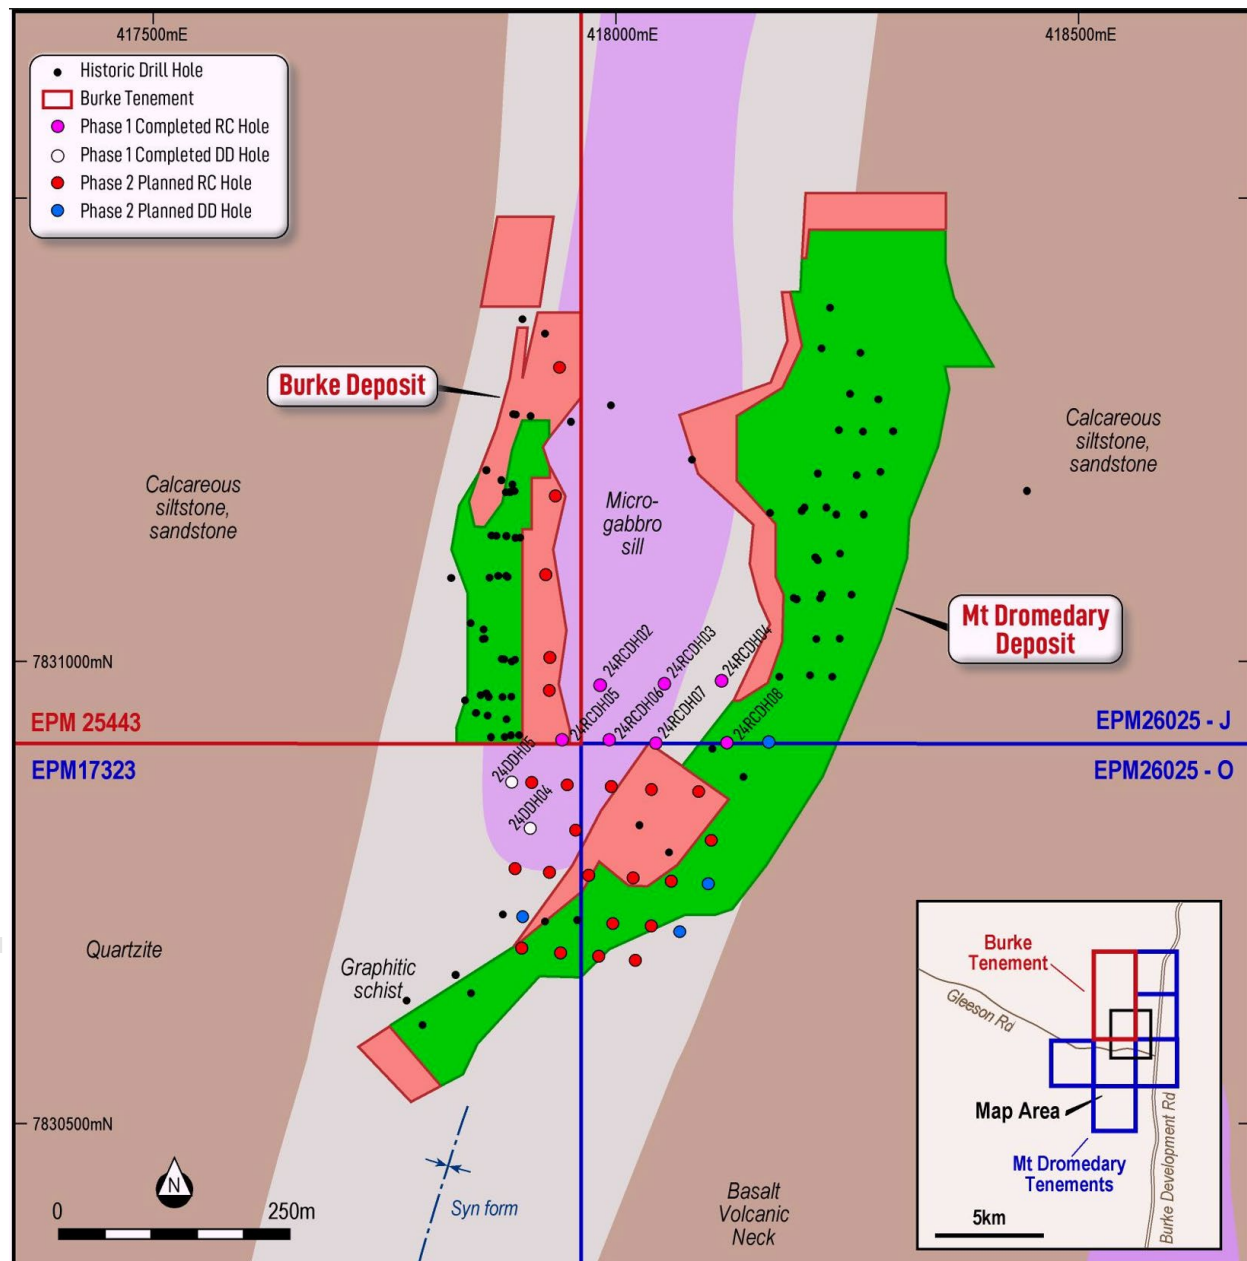 417500mE
418000mE
418500mE
Historic Drill Hole
Burke Tenement
Phase 1 Completed RC Hole
Phase 1 Completed DD Hole
Phase 2 Planned RC Hole
Phase 2 Planned DD Hole
Burke Deposit
Calcareous
siltstone,
sandstone
Calcareous
siltstone,
sandstone
Micro-
gabbro
sill
Mt Dromedary
Deposit
7831000mN
24RCDH02
24RCDH03
24RCDH04
24RCDH05
24RCDH06
24RCDH07
24RCDH08
EPM 25443
EPM26025 - J
EPM17323
EPM26025 - O
24DDH05
24DDH04
Quartzite
Graphitic
schist
7830500mN
N
0
250m
Syn form
Basalt
Volcanic
Neck
Burke
Tenement
Gleeson Rd
Map Area
Mt Dromedary
Tenements
Burke Development Rd
5km